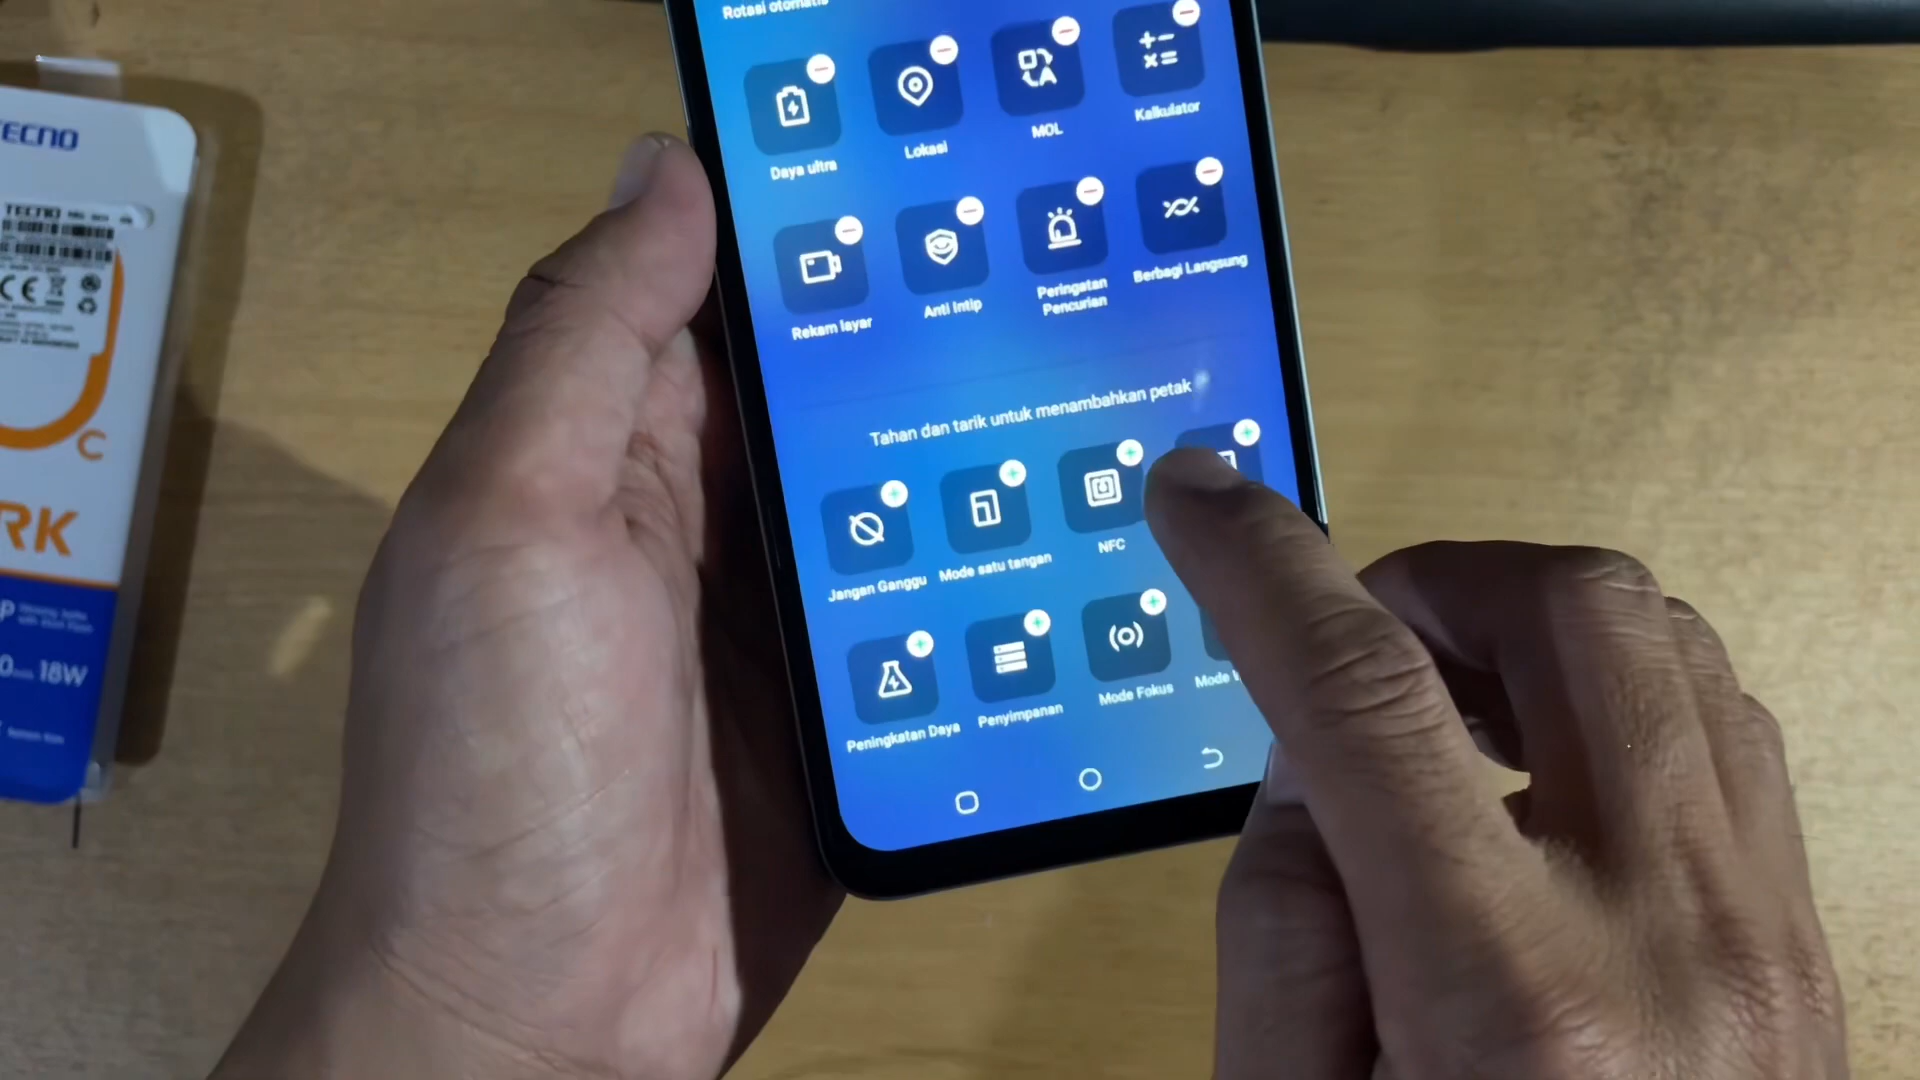 Rotasi otomatis
Daya ultra
Lokasi
MOL
Kalkulator
Rekam layar
Anti Intip
Peringatan
Pencurian
Berbagi Langsung
Tahan dan tarik untuk menambahkan petak
Jangan Ganggu
Mode satu tangan
NFC
Peningkatan Daya
Penyimpanan
Mode Fokus
Mode
TECNO
TECNO
CE
C
RK
P
18W